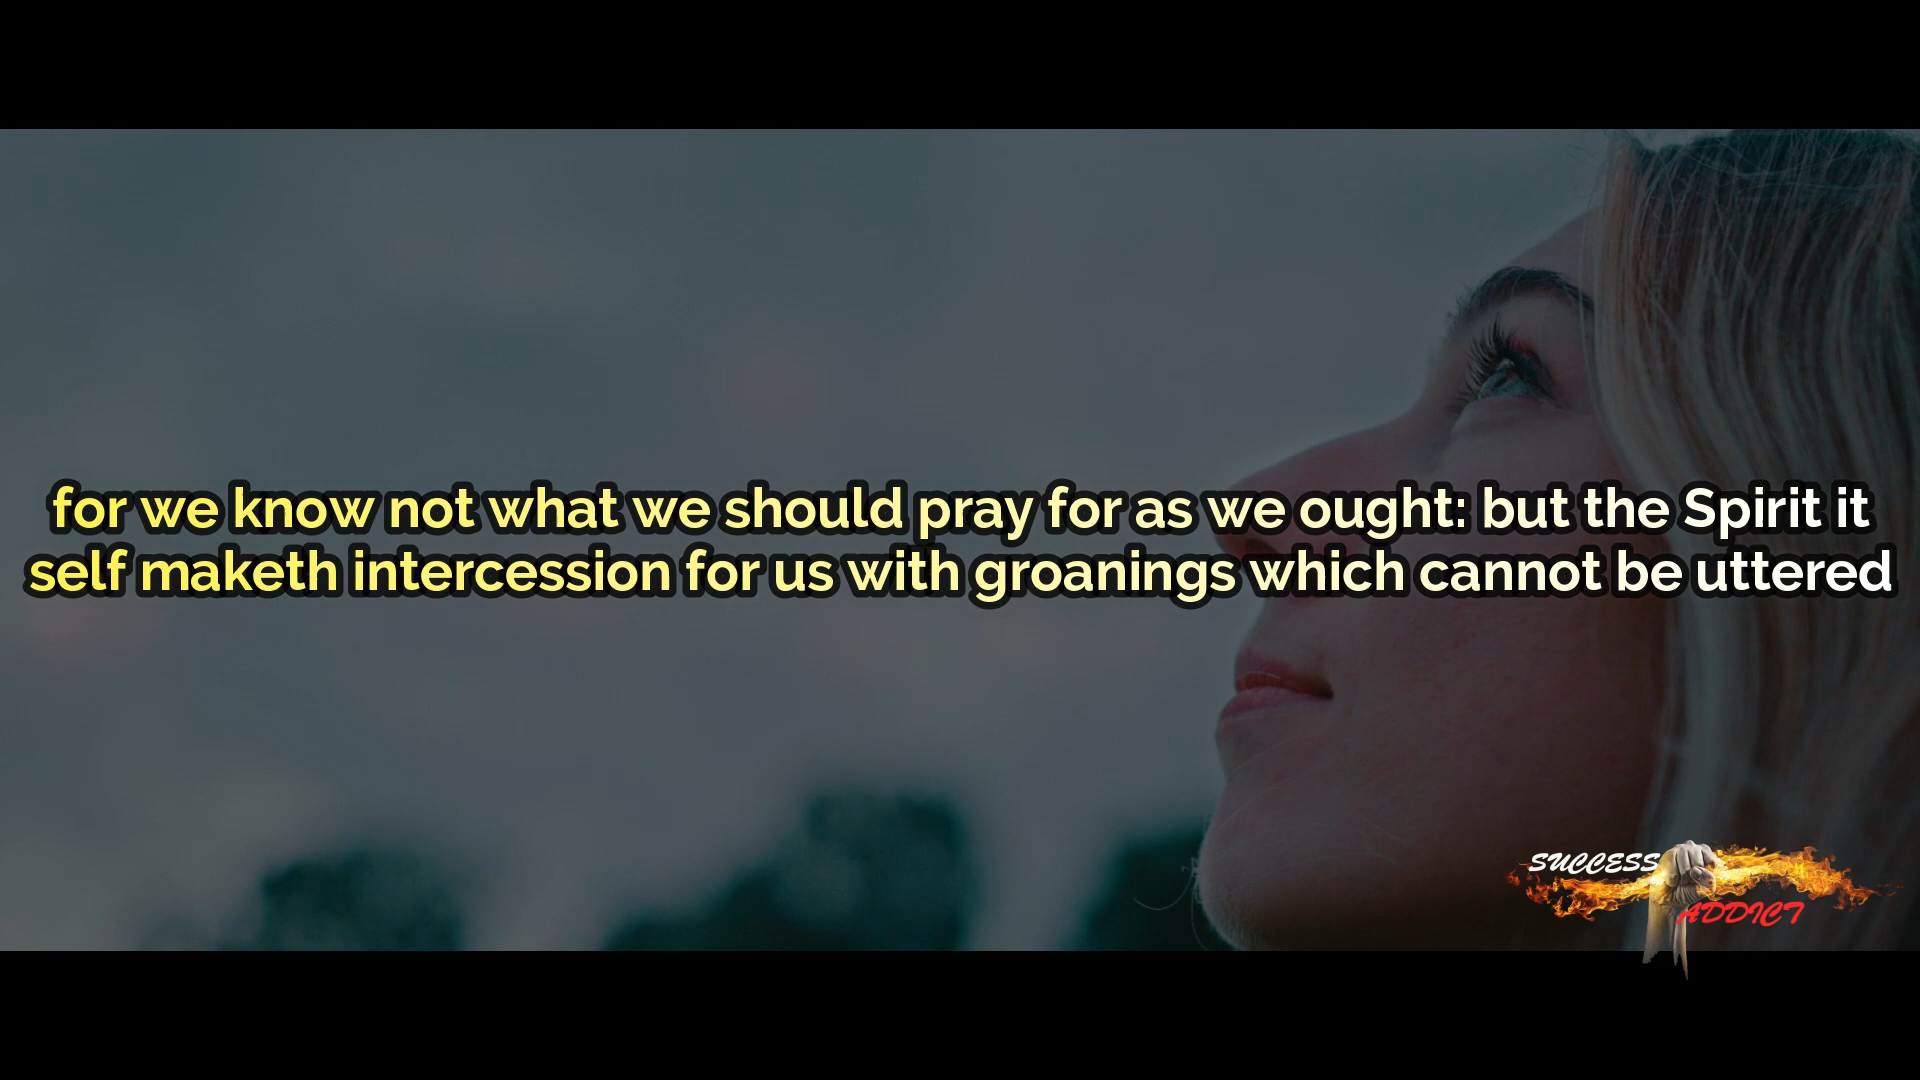 for we know not what we should pray for as we ought: but the Spirit it
self maketh intercession for us with groanings which cannot be uttered
SUCCESS
ADDICT